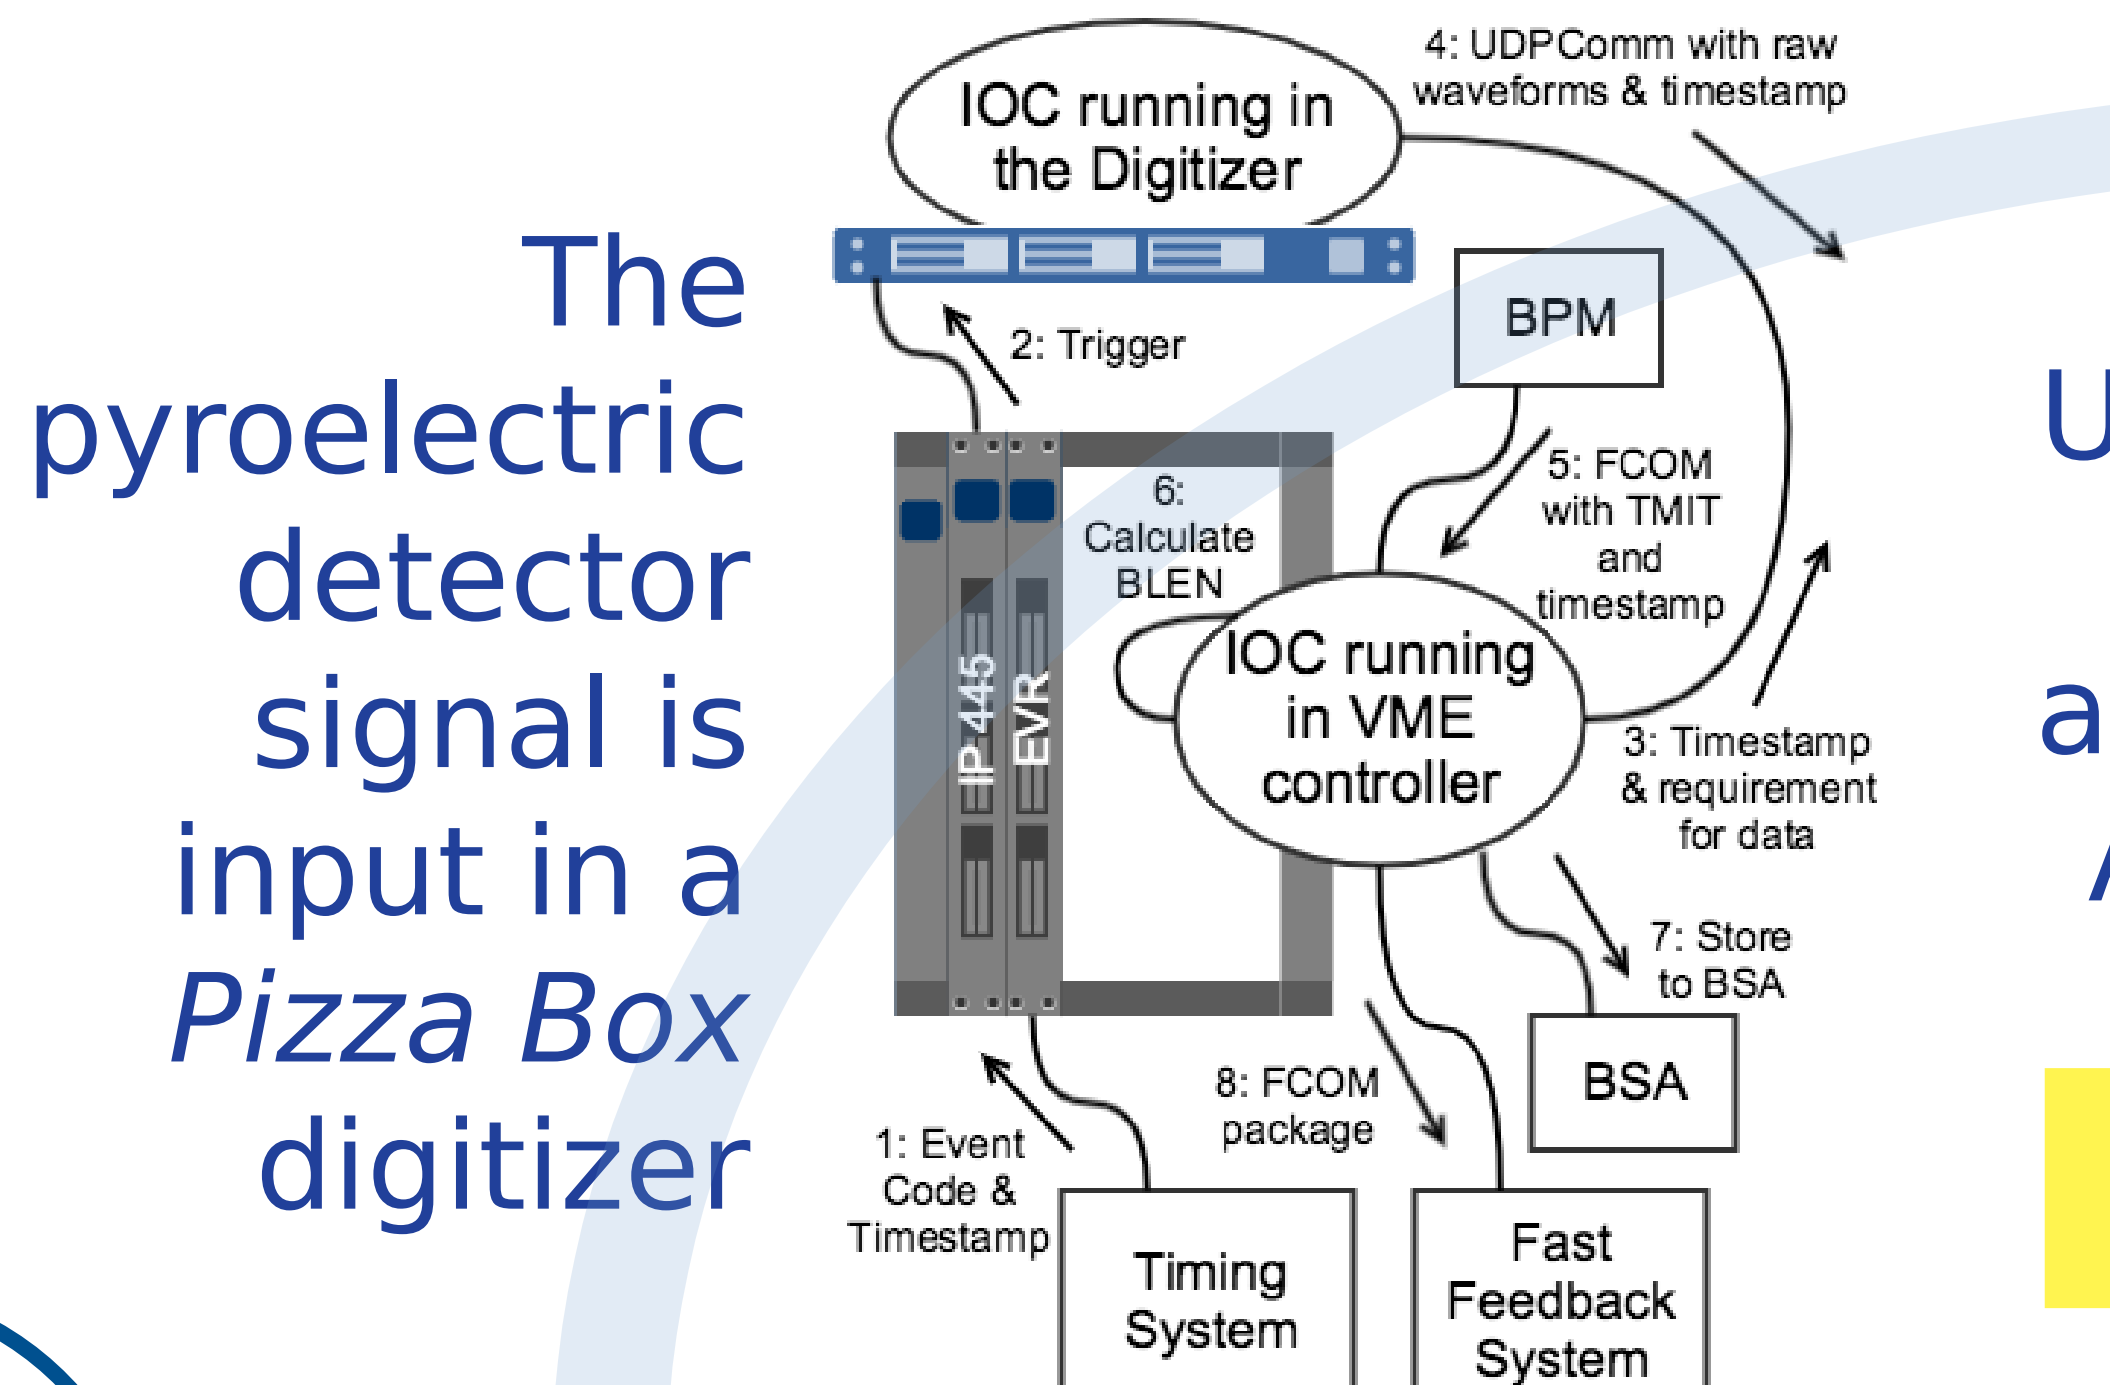 The
pyroelectric
detector
signal is
input in a
Pizza Box
digitizer
IOC running in
the Digitizer
4: UDPComm with raw
waveforms & timestamp
2: Trigger
BPM
5: FCOM
with TMIT
and
timestamp
6:
Calculate
BLEN
IP 445
EVR
IOC running
in VME
controller
3: Timestamp
& requirement
for data
7: Store
to BSA
BSA
8: FCOM
package
1: Event
Code &
Timestamp
Timing
System
Fast
Feedback
System